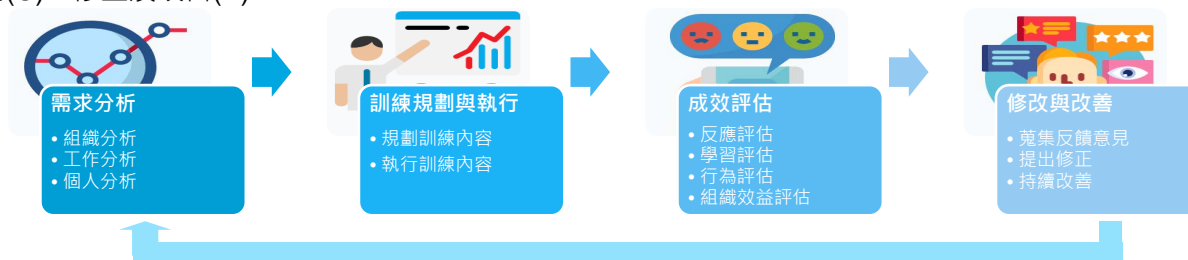 需求分析
• 組織分析
• 工作分析
• 個人分析
訓練規劃與執行
• 規劃訓練內容
• 執行訓練內容
成效評估
• 反應評估
• 學習評估
• 行為評估
• 組織效益評估
修改與改善
• 蒐集反饋意見
• 提出修正
• 持續改善